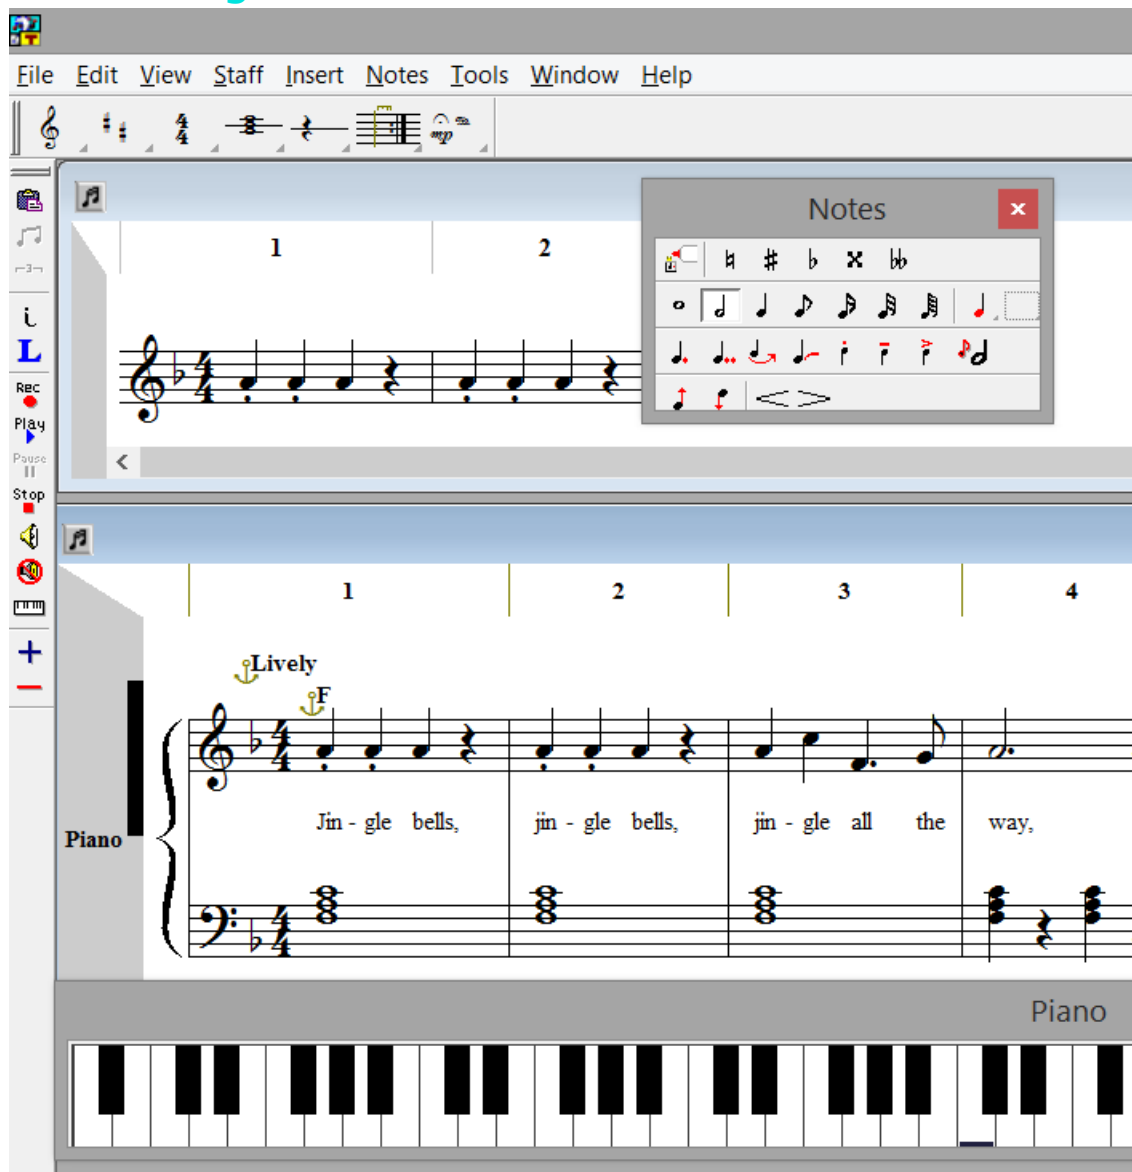 File Edit View Staff Insert Notes Tools Window Help
Notes
1 2
3
L
Rec
Play
Pause
Stop
1 2 3 4
Lively
F
Jin - gle bells, jin - gle bells, jin - gle all the way,
Piano
Piano